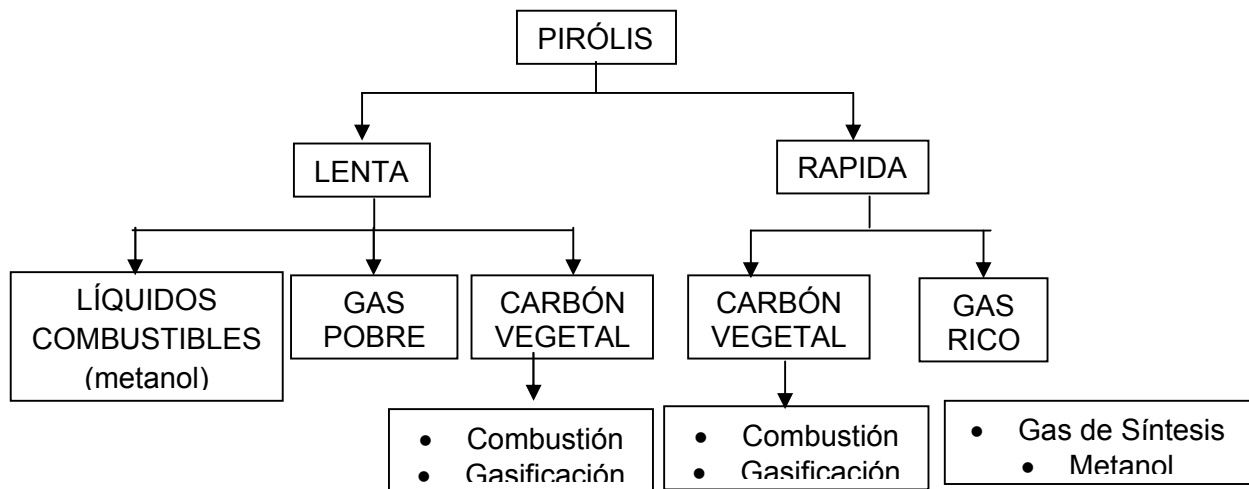 PIRÓLIS
LENTA
RAPIDA
LÍQUIDOS
COMBUSTIBLES
(metanol)
GAS
POBRE
CARBÓN
VEGETAL
CARBÓN
VEGETAL
GAS
RICO
• Combustión
• Gasificación
• Combustión
• Gasificación
• Gas de Síntesis
• Metanol